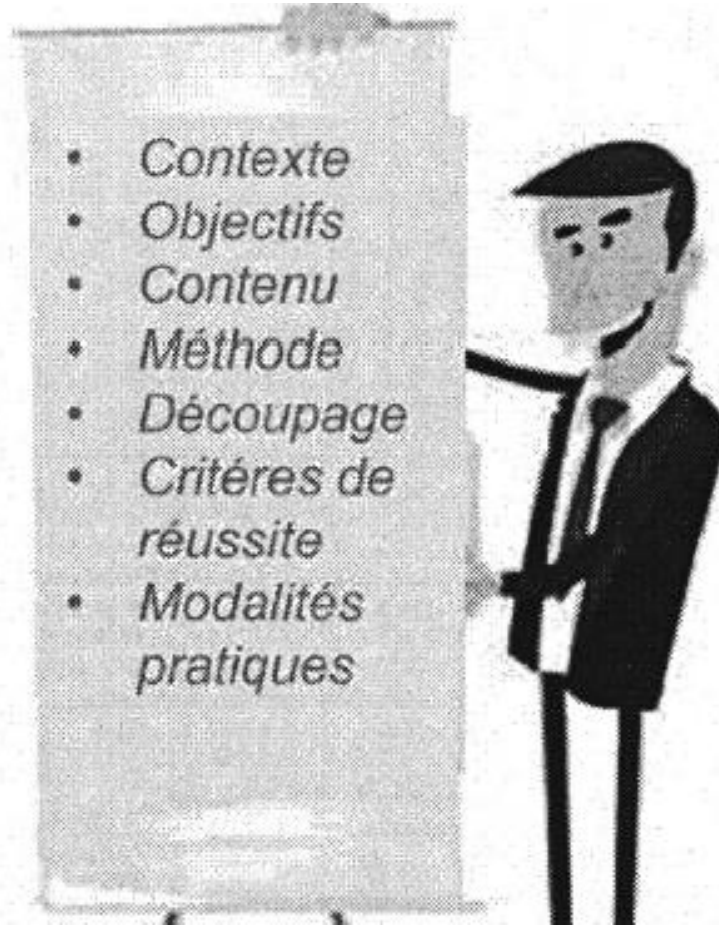 • Contexte
• Objectifs
• Contenu
• Méthode
• Découpage
• Critéres de
réussite
• Modalités
pratiques